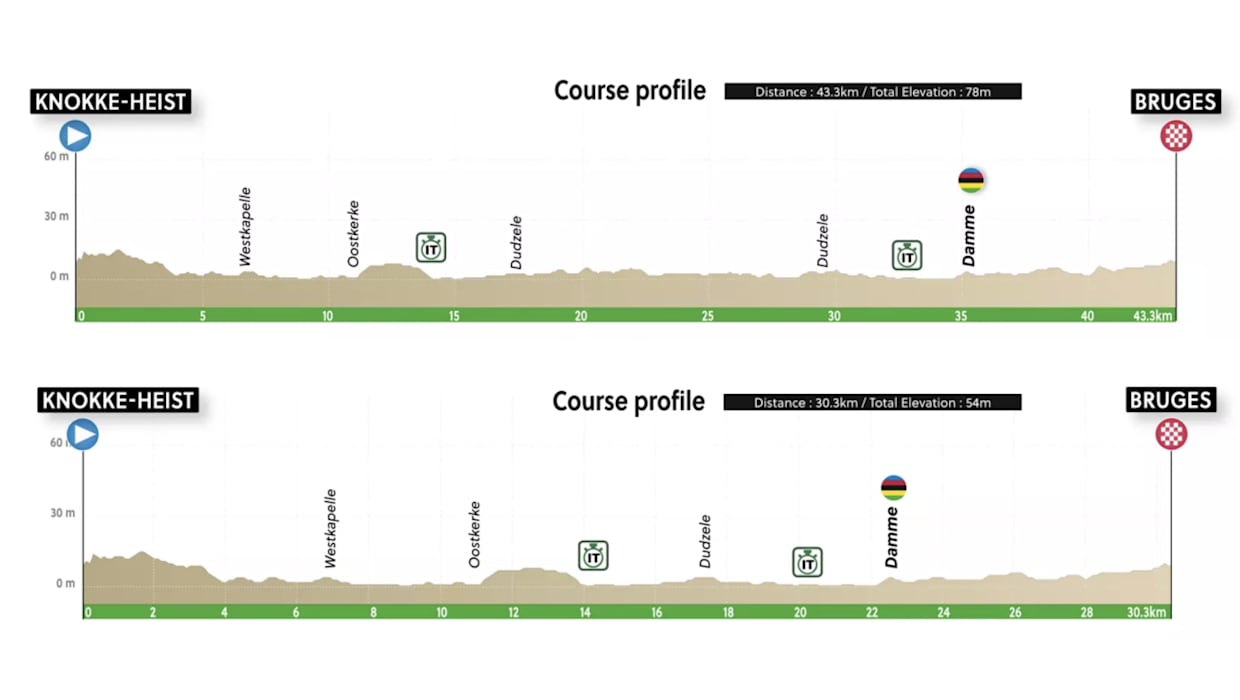 Course profile
Distance : 43.3km / Total Elevation : 78m
KNOKKE-HEIST
BRUGES
60 m
30 m
0 m
Westkapelle
Oostkerke
IT
Dudzele
Dudzele
IT
Damme
0 5 10 15 20 25 30 35 40 43.3km
KNOKKE-HEIST
Course profile
Distance : 30.3km / Total Elevation : 54m
BRUGES
60
30 m
0 m
Westkapelle
Oostkerke
IT
Dudzele
IT
Damme
0 2 4 6 8 10 12 14 16 18 20 22 24 26 28 30.3km